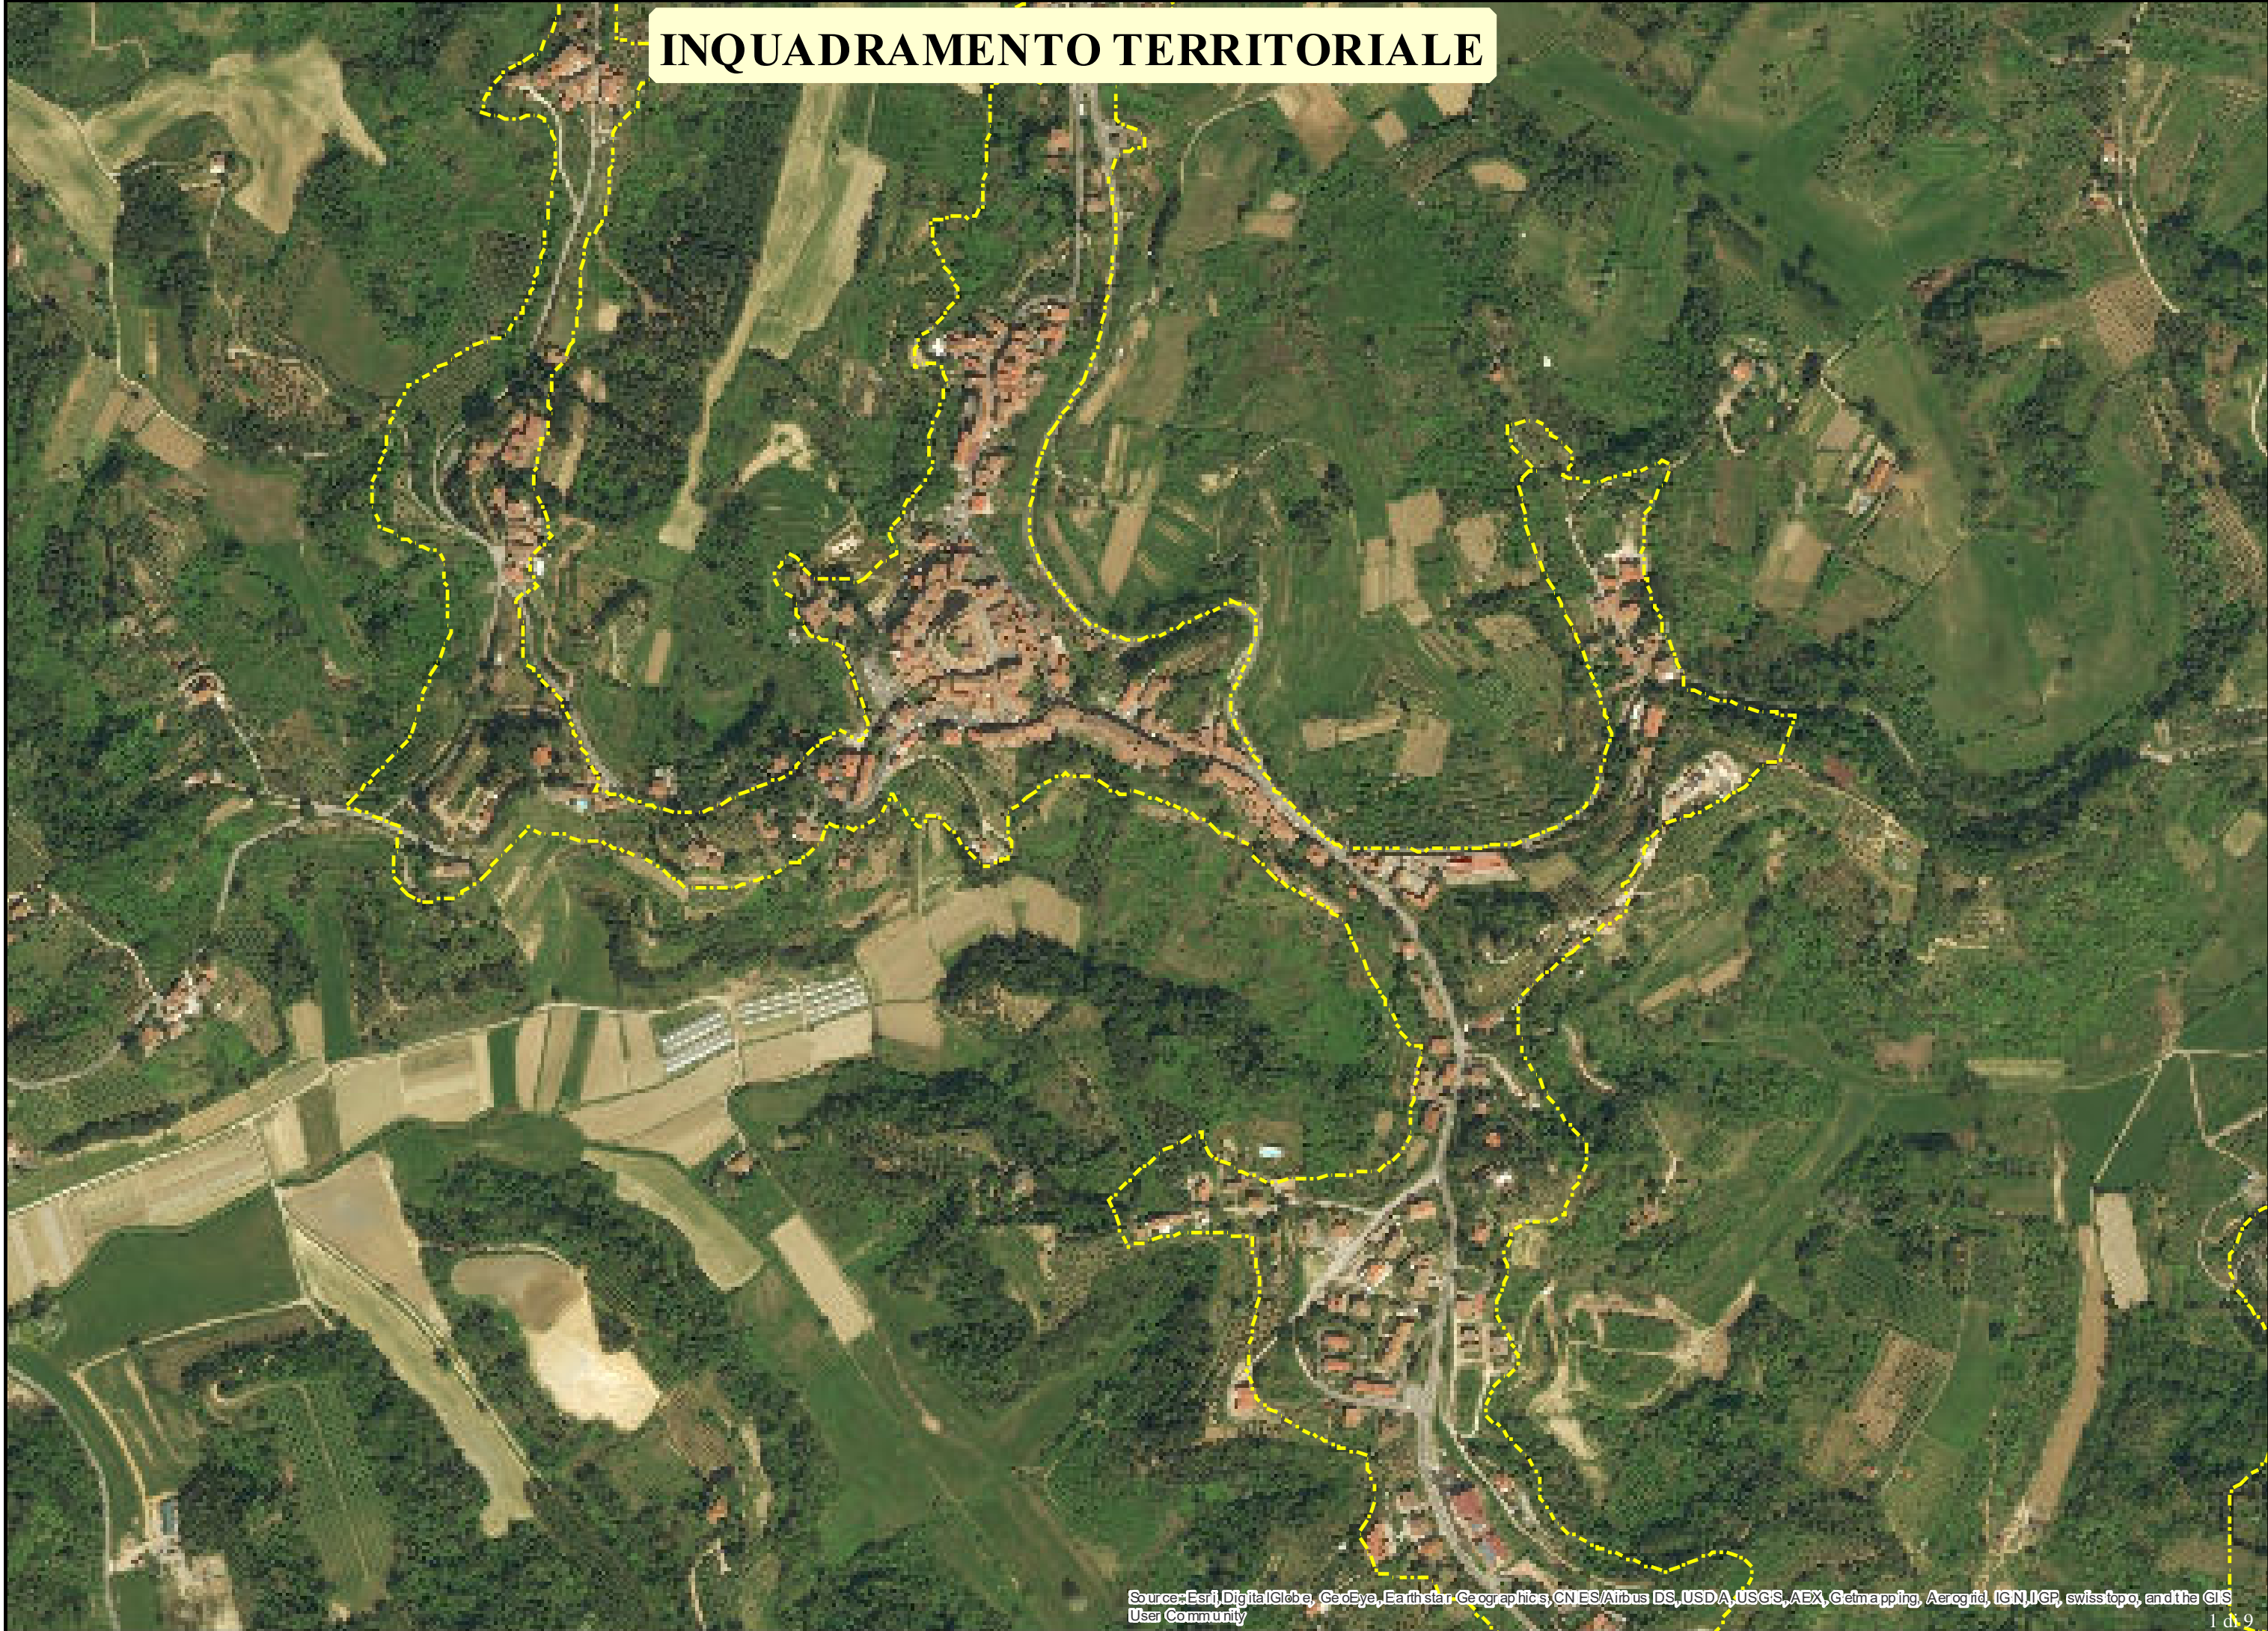 INQUADRAMENTO TERRITORIALE
Source: Esri, DigitalGlobe, GeoEye, Earthstar Geographics, CNES/Airbus DS, USDA, USGS, AEX, Getmapping, Aerogrid, IGN, IGP, swisstopo, and the GIS
User Community
1 di 9